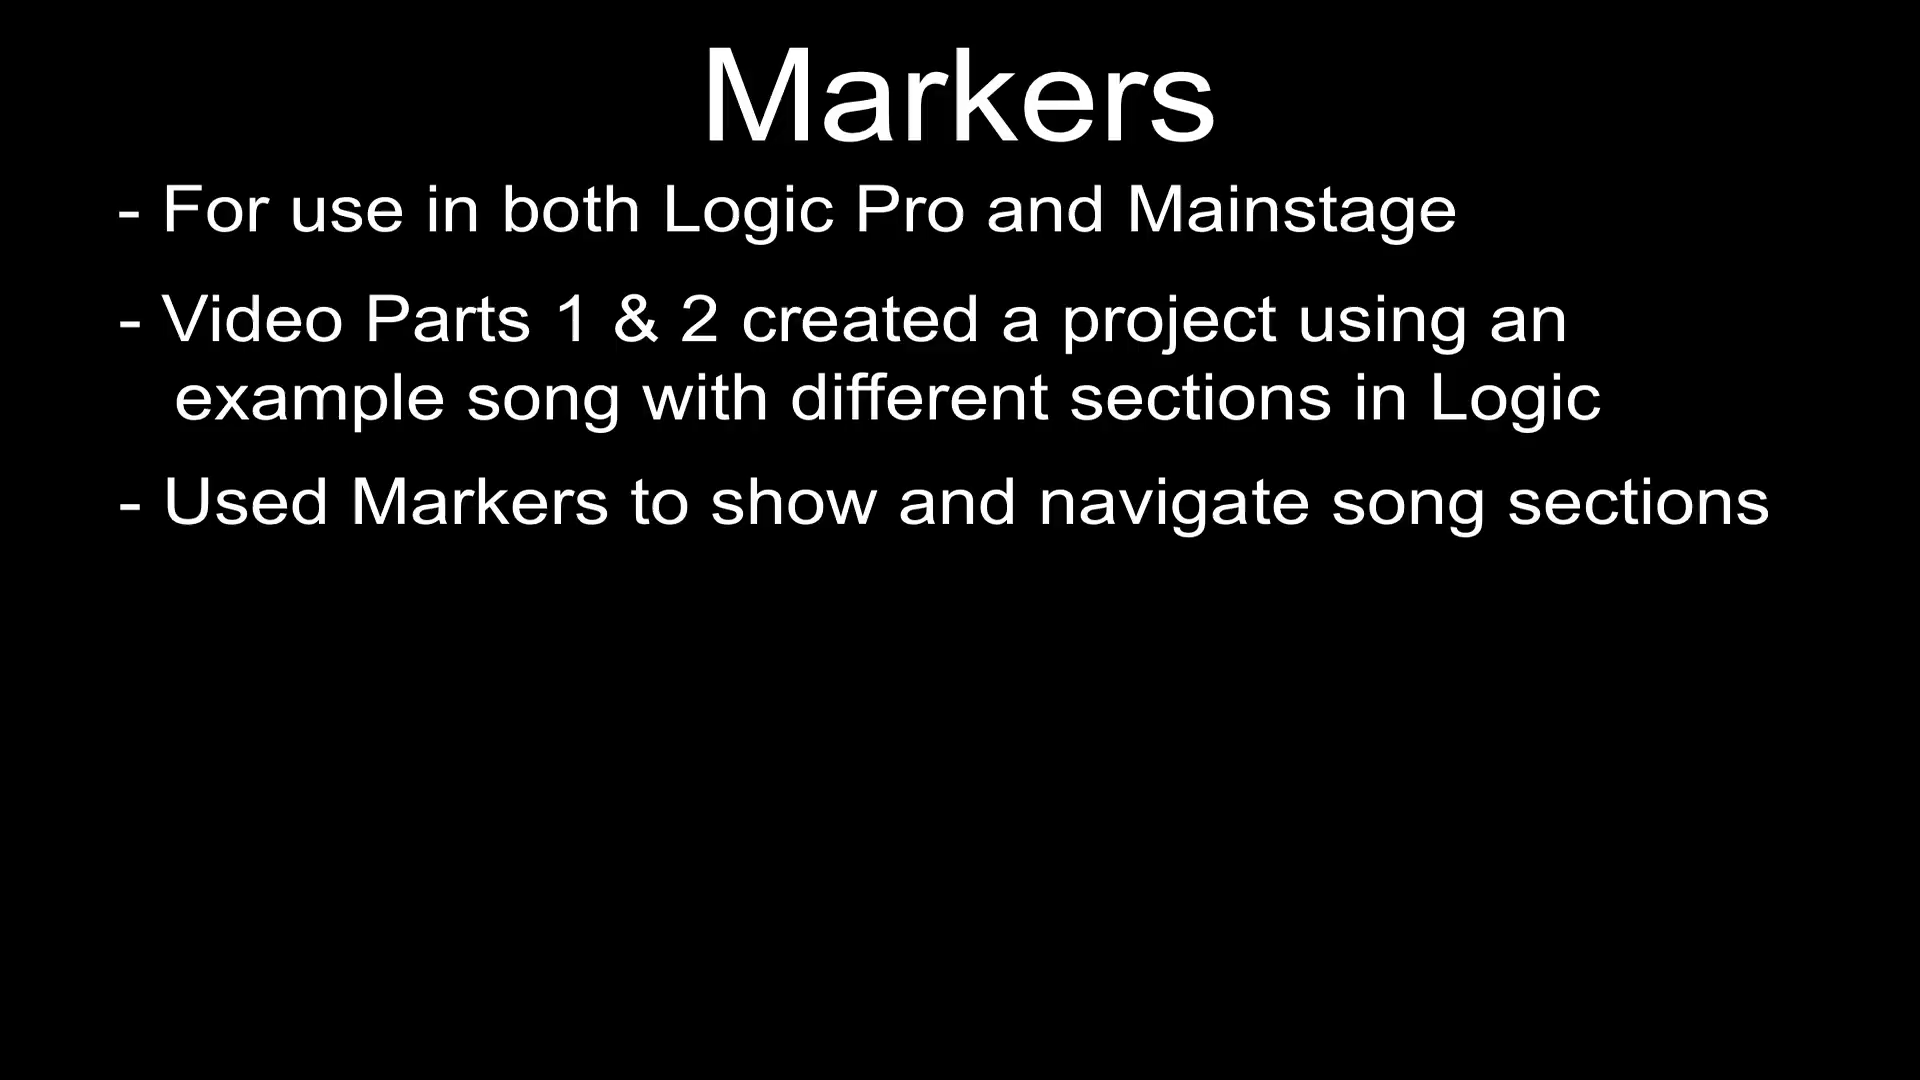 Markers
- For use in both Logic Pro and Mainstage
- Video Parts 1 & 2 created a project using an
example song with different sections in Logic
- Used Markers to show and navigate song sections